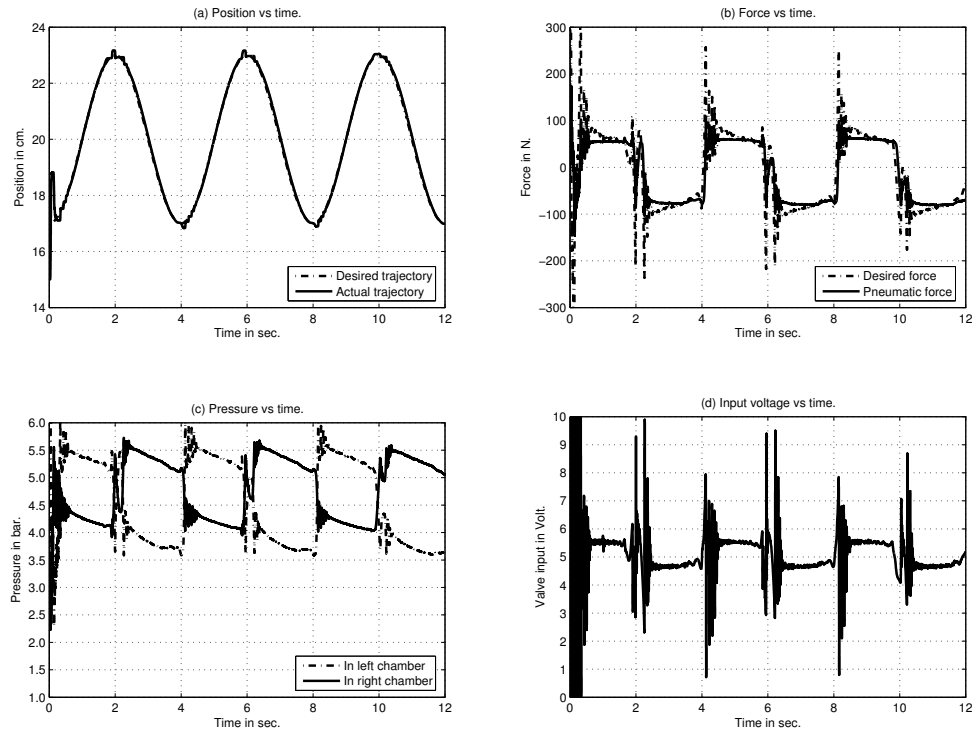 (a) Position vs time.
24
22
20
18
16
14
Position in cm.
Desired trajectory
Actual trajectory
0 2 4 6 8 10 12
Time in sec.
(b) Force vs time.
300
200
100
0
−100
−200
−300
Force in N.
Desired force
Pneumatic force
0 2 4 6 8 10 12
Time in sec.
(c) Pressure vs time.
6.0
5.5
5.0
4.5
4.0
3.5
3.0
2.5
2.0
1.5
1.0
Pressure in bar.
In left chamber
In right chamber
0 2 4 6 8 10 12
Time in sec.
(d) Input voltage vs time.
10
9
8
7
6
5
4
3
2
1
0
Valve input in Volt.
0 2 4 6 8 10 12
Time in sec.